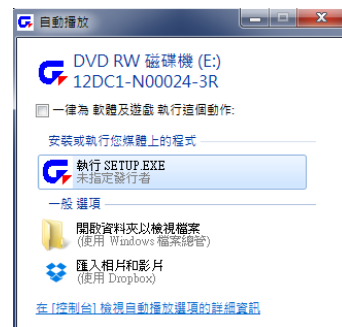 自動播放
DVD RW 磁碟機 (E:)
12DC1-N00024-3R
一律為 軟體及遊戲 執行這個動作:
安裝或執行您媒體上的程式
執行 SETUP.EXE
未指定發行者
一般 選項
開啟資料夾以檢視檔案
(使用 Windows 檔案總管)
匯入相片和影片
(使用 Dropbox)
在 [控制台] 檢視自動播放選項的詳細資訊